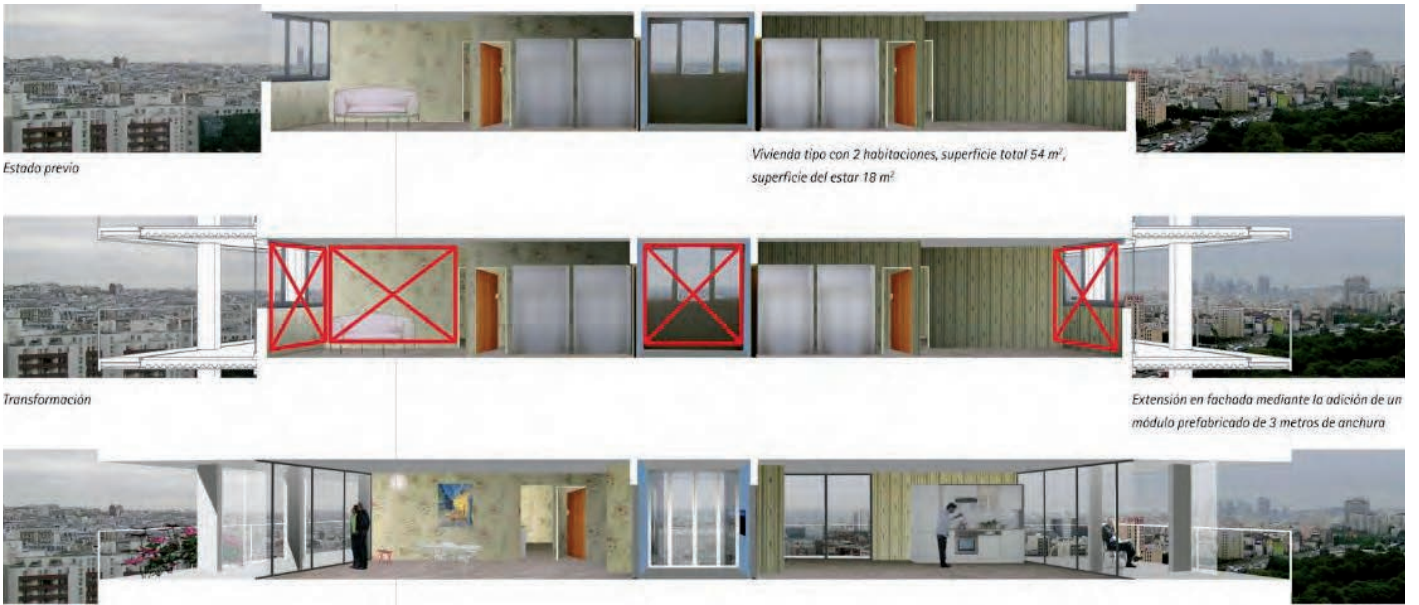 Estado previo
Vivienda tipo con 2 habitaciones, superficie total 54 m²,
superficie del estar 18 m²
Transformación
Extensión en fachada mediante la adición de un
módulo prefabricado de 3 metros de anchura